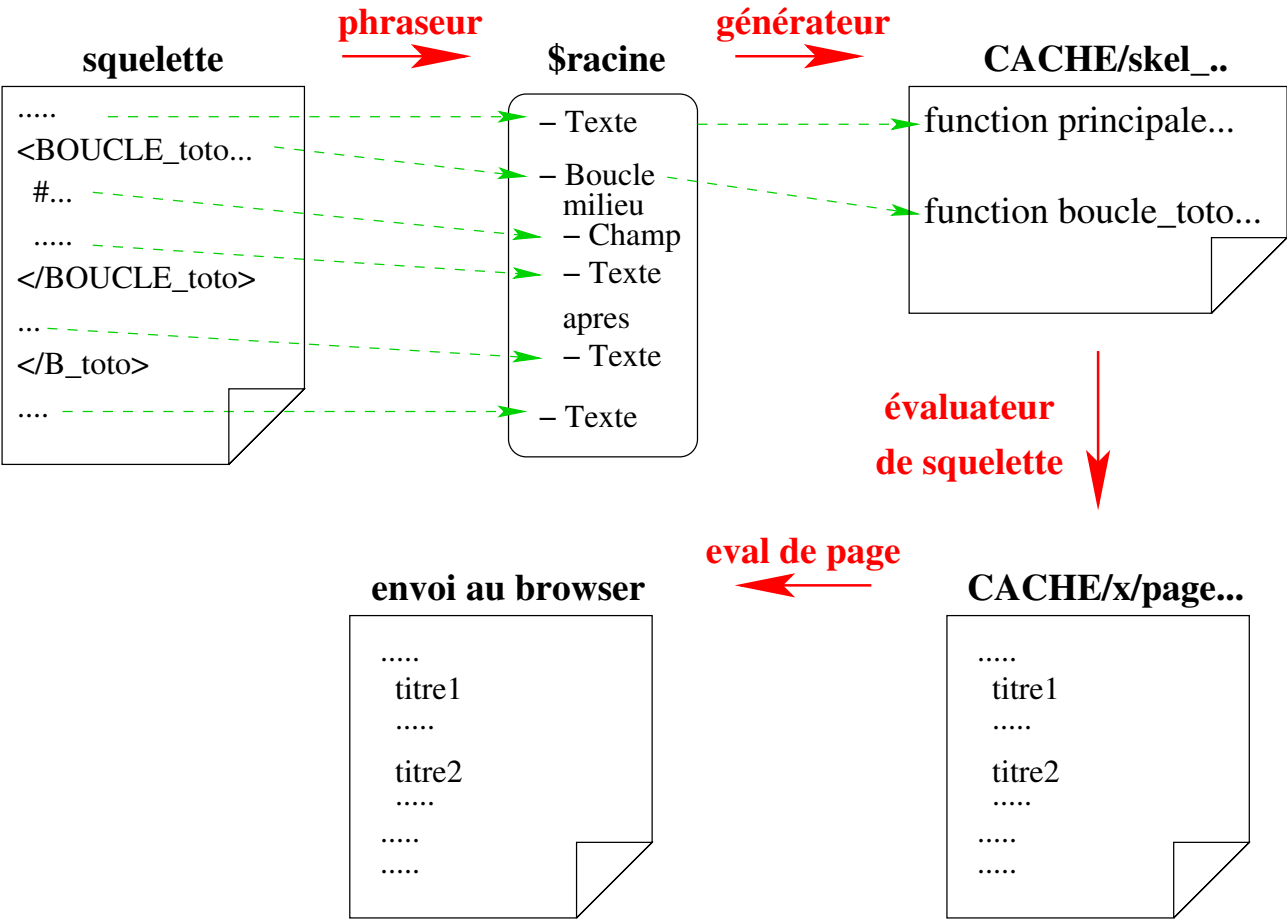 phraseur
générateur
squelette
$racine
CACHE/skel_..
.....
<BOUCLE_toto...
#...
.....
</BOUCLE_toto>
...
</B_toto>
....
– Texte
– Boucle
milieu
– Champ
– Texte
apres
– Texte
– Texte
function principale...
function boucle_toto...
évaluateur
de squelette
eval de page
envoi au browser
.....
titre1
.....
titre2
.....
.....
.....
CACHE/x/page...
.....
titre1
.....
titre2
.....
.....
.....